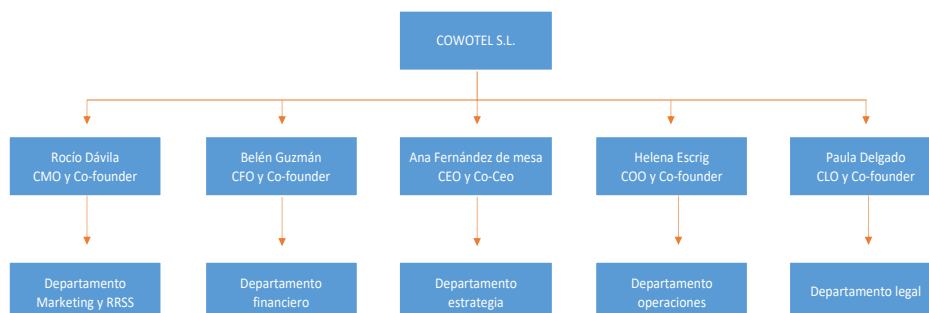 COWOTEL S.L.
Rocío Dávila
CMO y Co-founder
Belén Guzmán
CFO y Co-founder
Ana Fernández de mesa
CEO y Co-Ceo
Helena Escrig
COO y Co-founder
Paula Delgado
CLO y Co-founder
Departamento
Marketing y RRSS
Departamento
financiero
Departamento
estrategia
Departamento
operaciones
Departamento legal